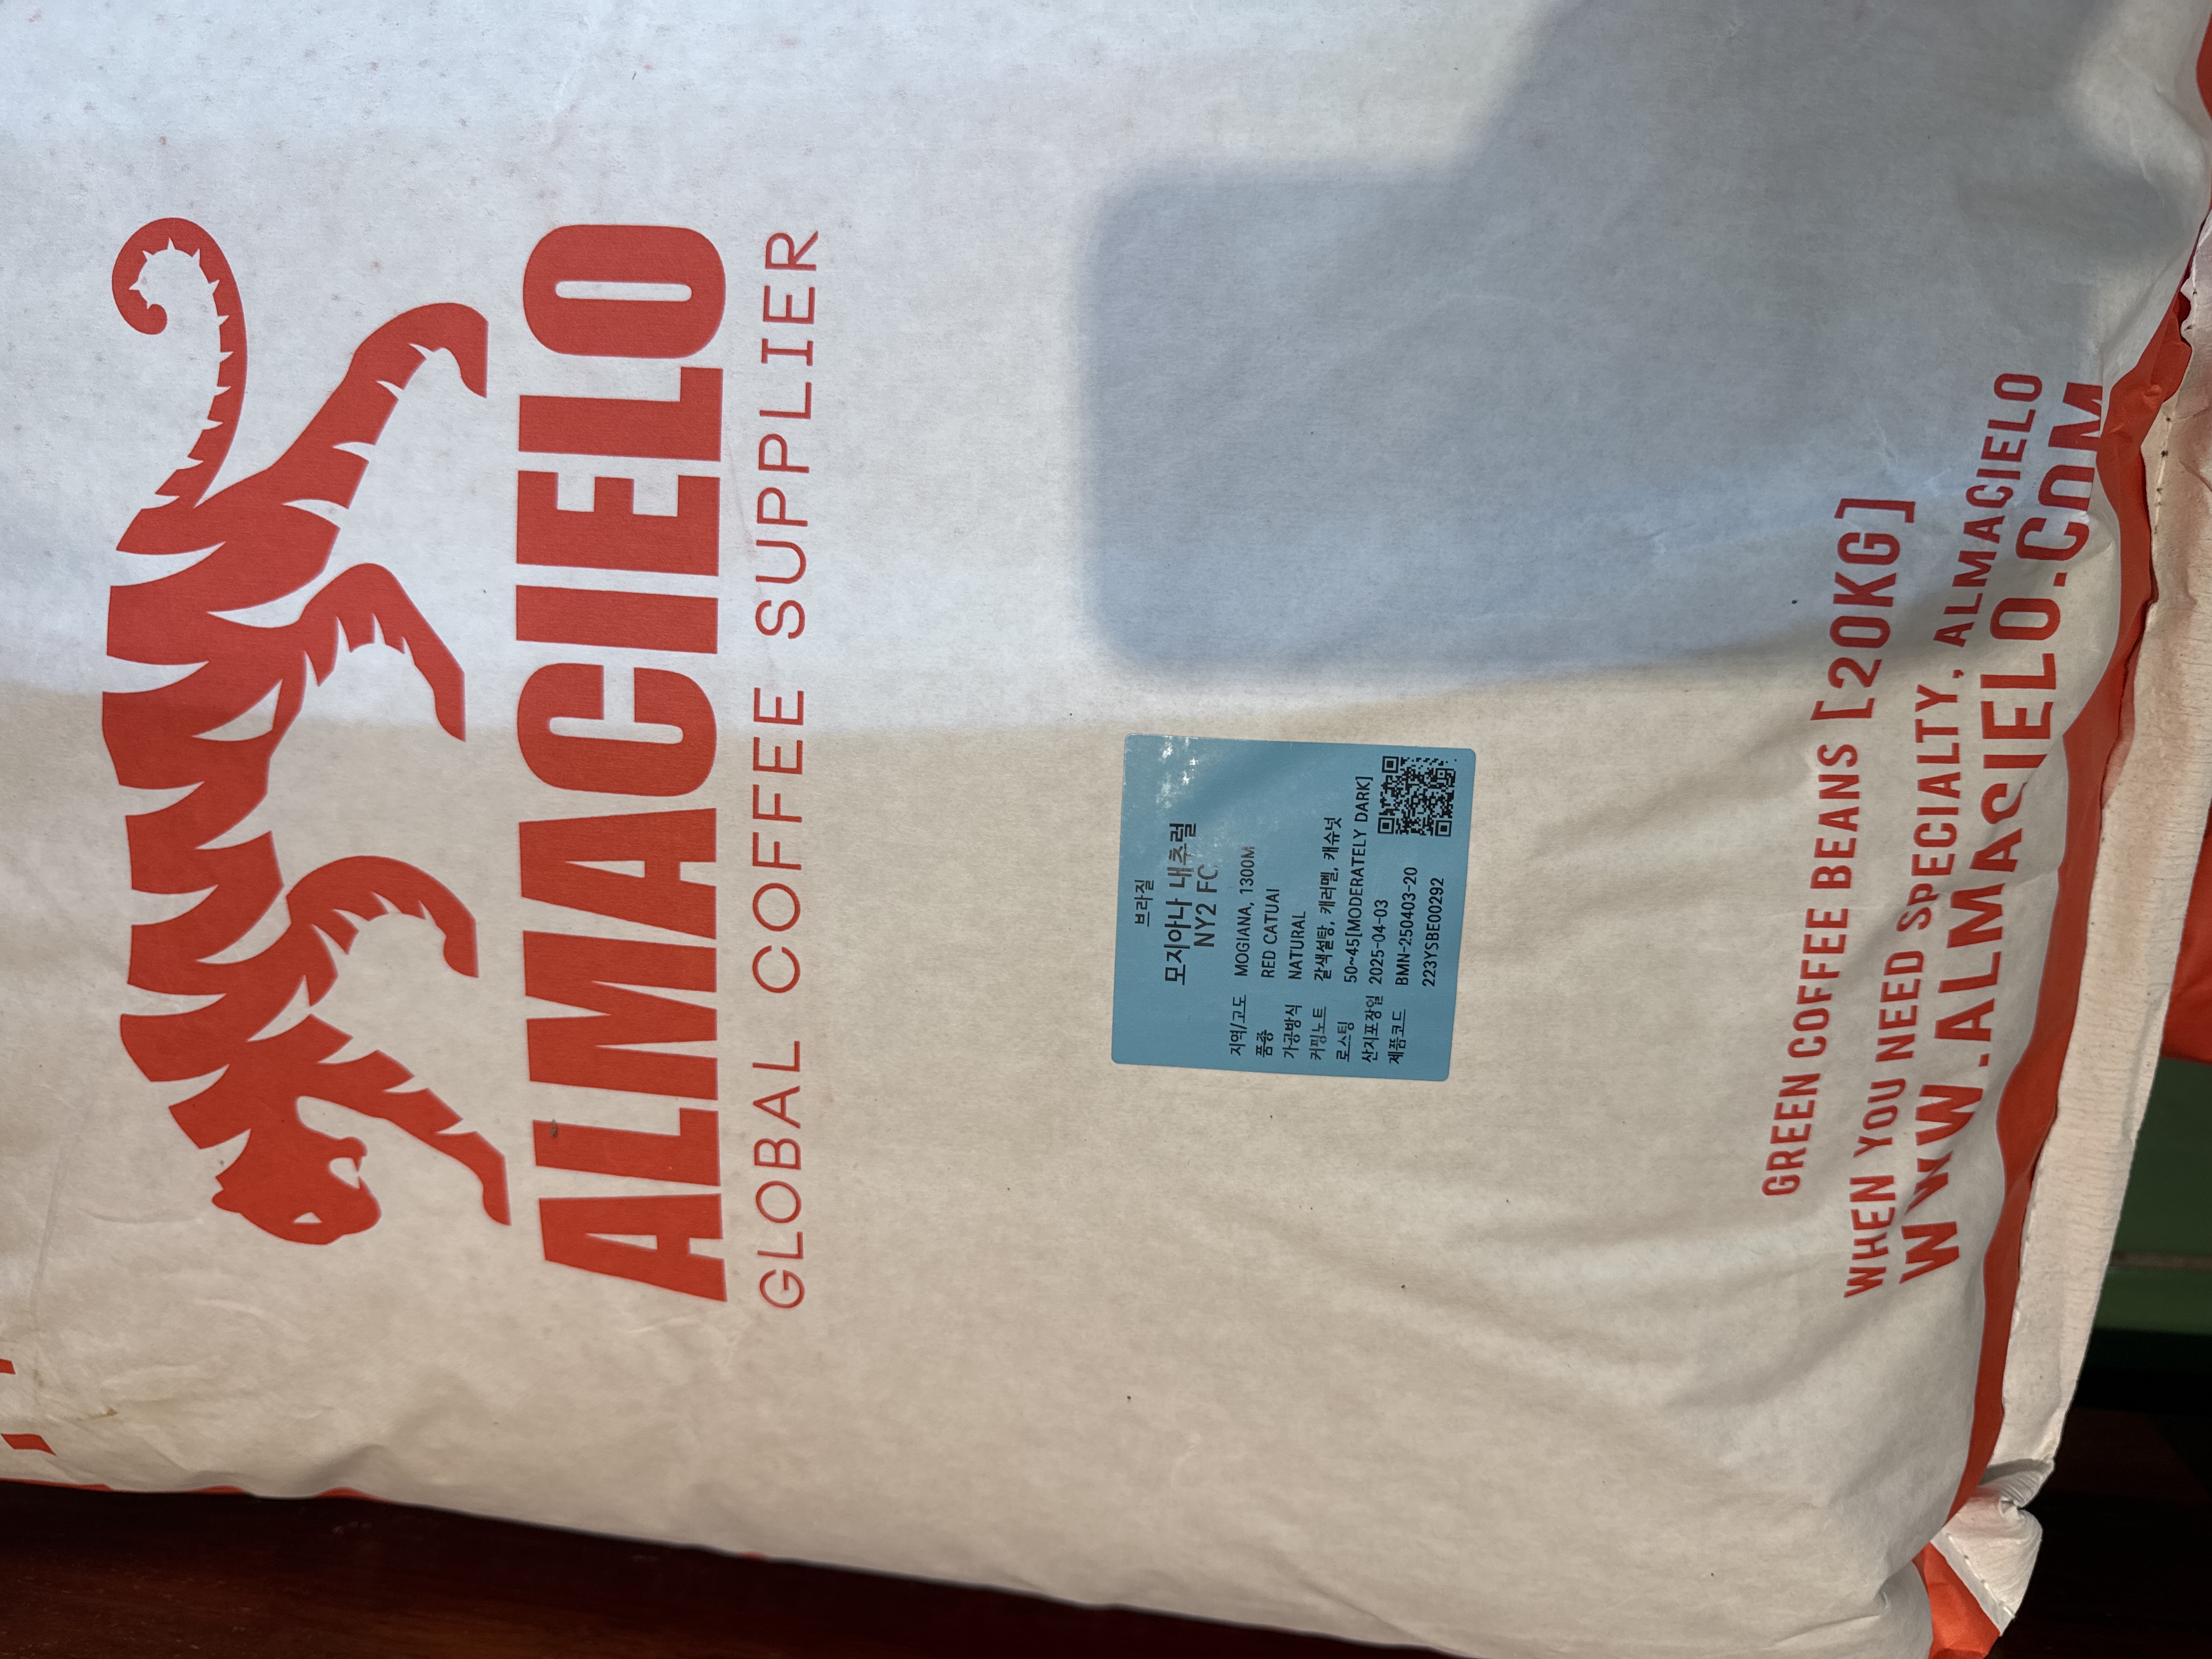 ALMACIELO
GLOBAL COFFEE SUPPLIER
브라질
모지아나 내추럴
NY2 FC
지역/고도 MOGIANA, 1300M
품종 RED CATUAI
가공방식 NATURAL
커핑노트 갈색설탕, 캐러멜, 캐슈넛
로스팅 50~45[MODERATELY DARK]
산지포장일 2025-04-03
제품코드 BMN-250403-20
223YSBE00292
GREEN COFFEE BEANS [20KG]
WHEN YOU NEED SPECIALTY, ALMACIELO
WWW.ALMACIELO.COM